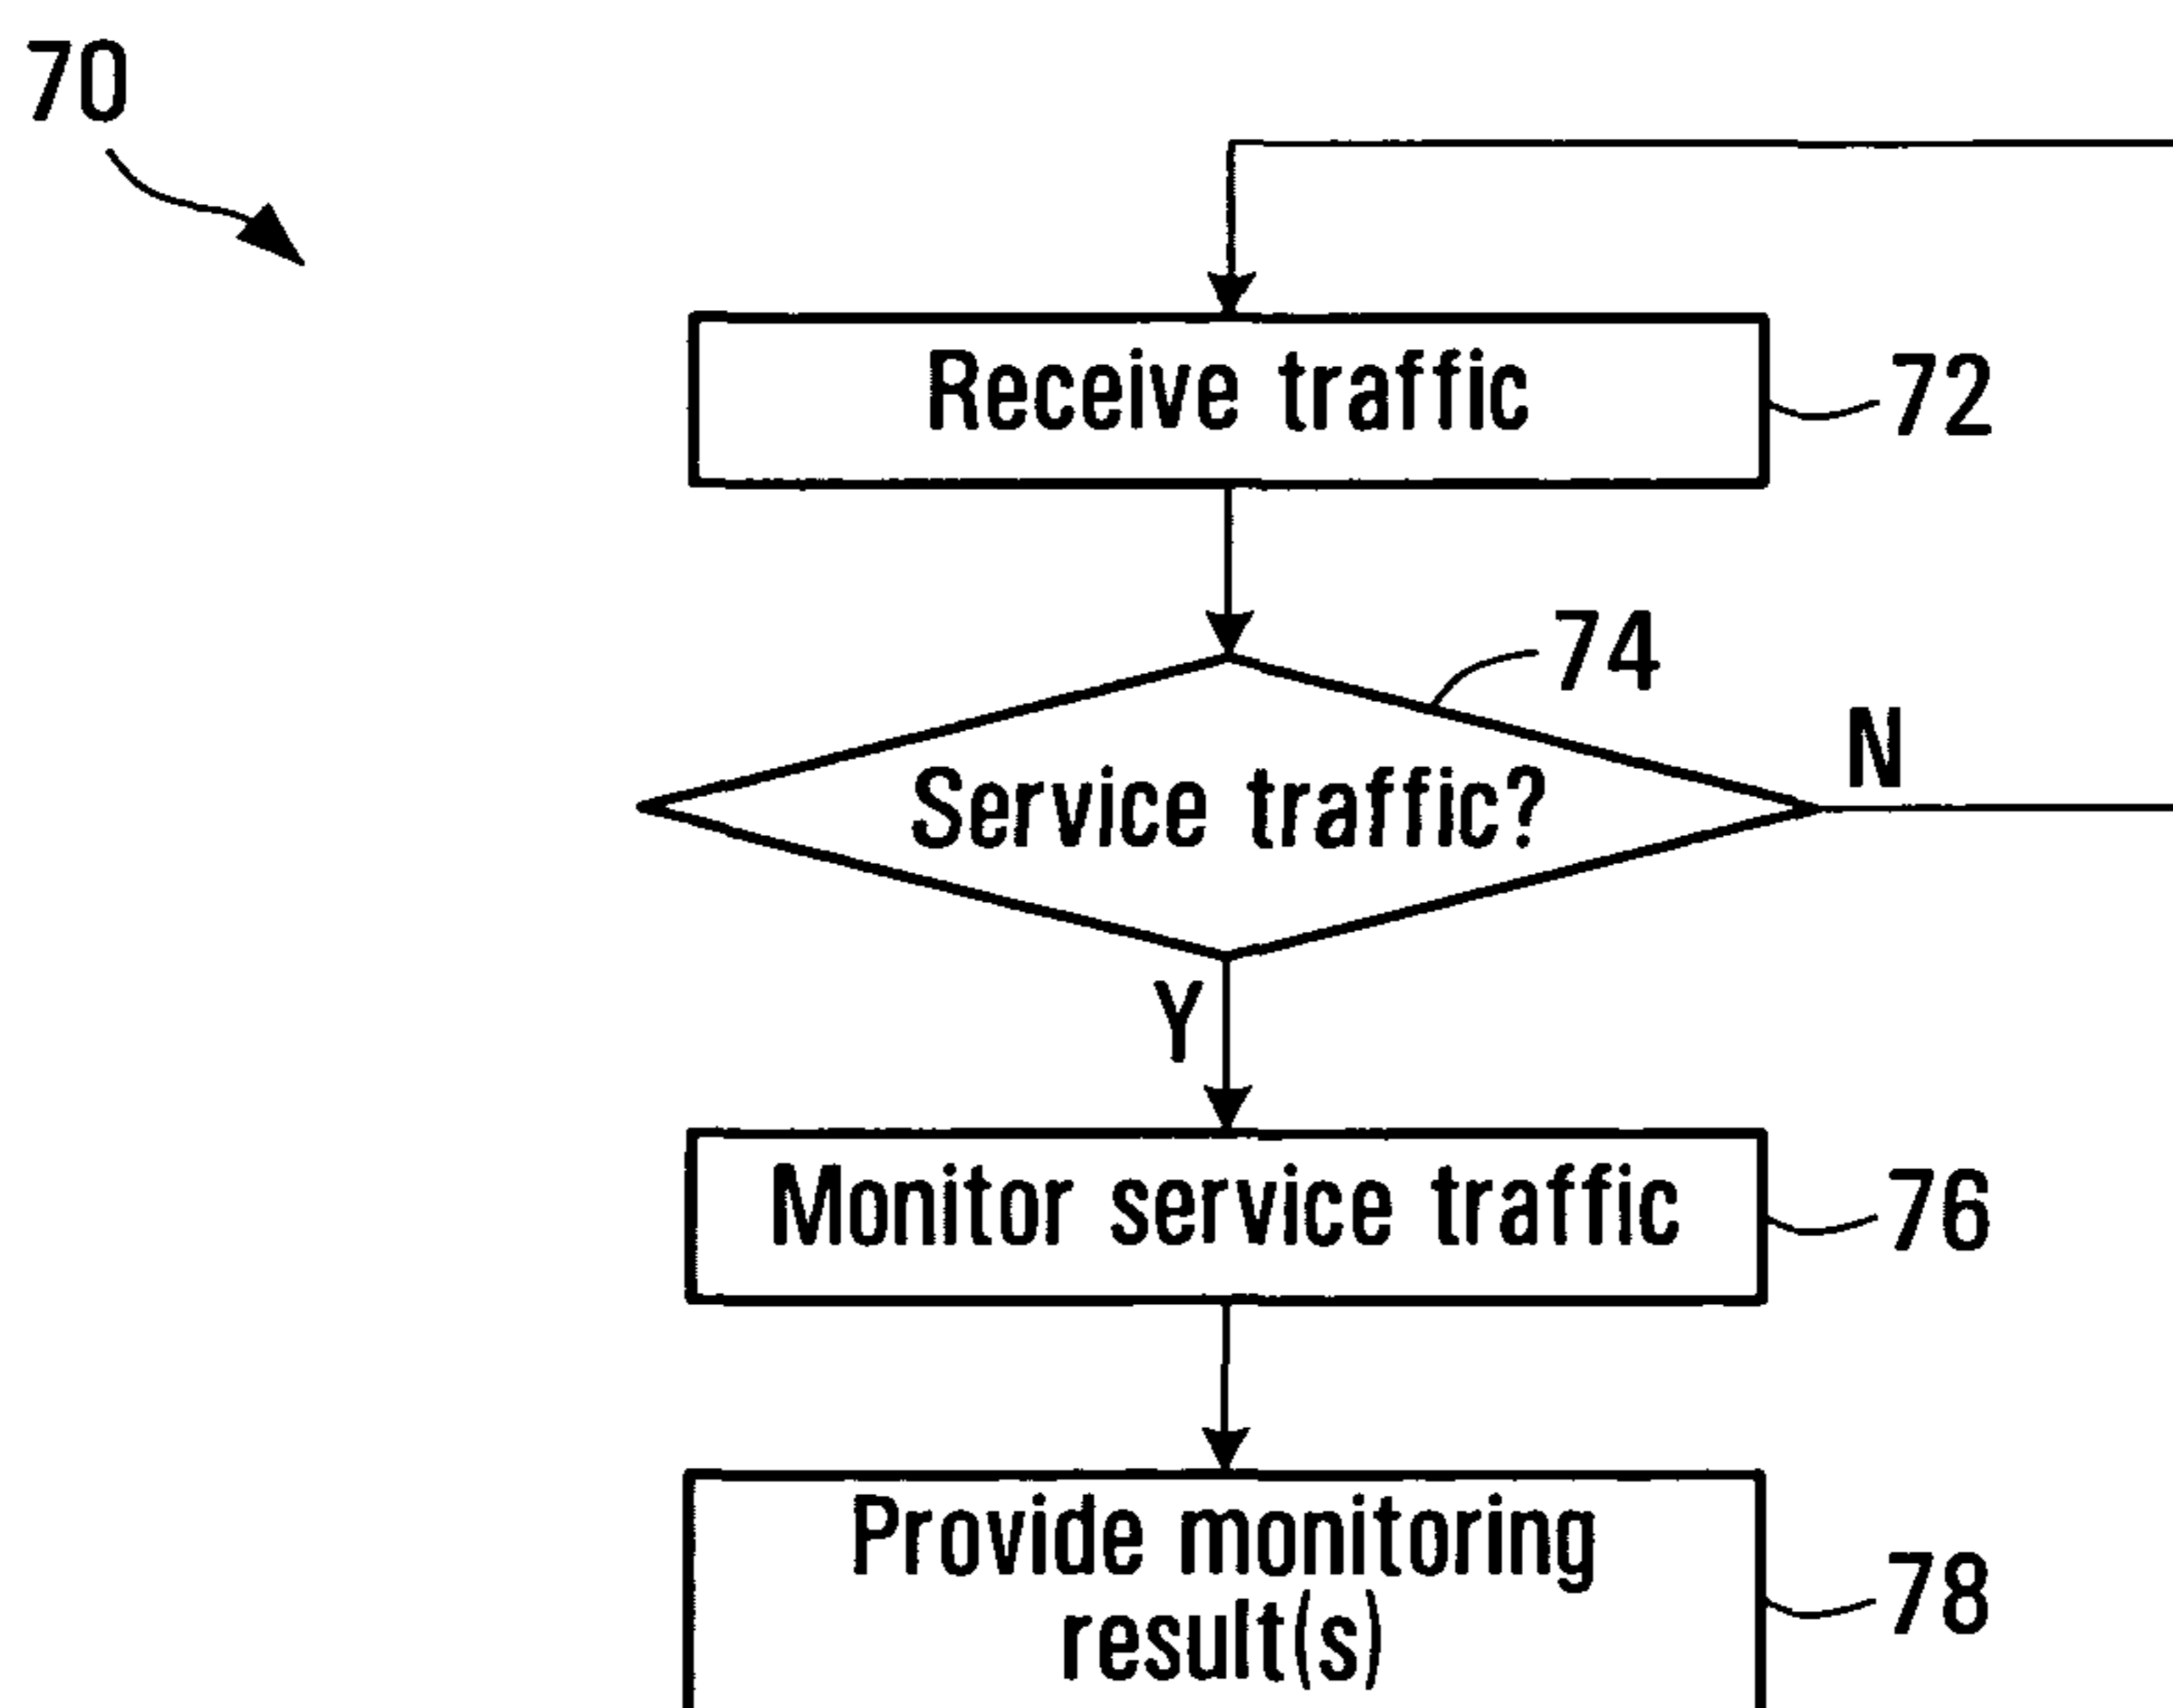 70
Receive traffic
72
74
Service traffic?
N
Y
Monitor service traffic
76
Provide monitoring
result(s)
78